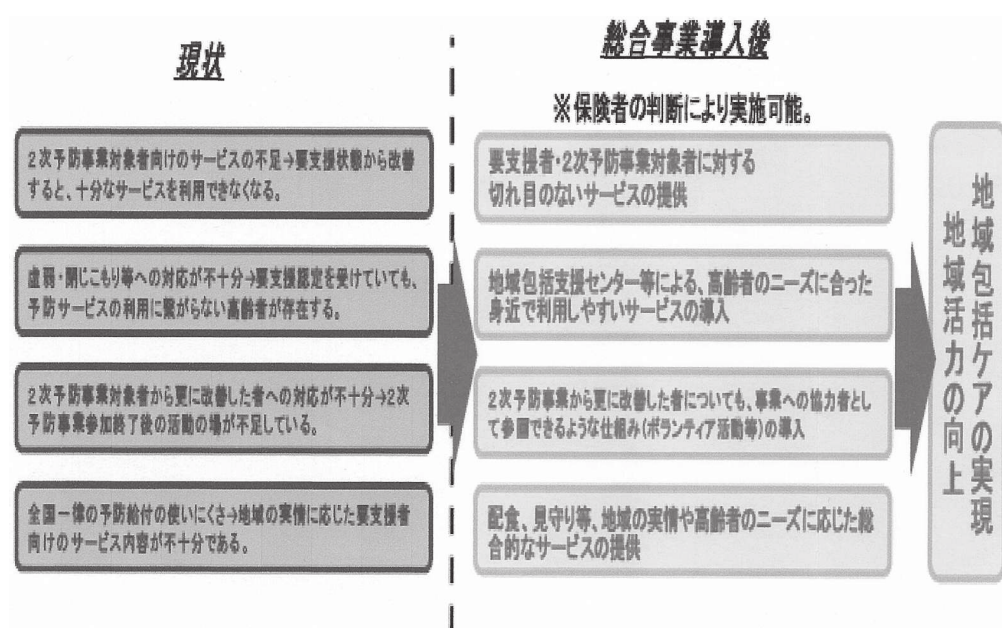 現状
2次予防事業対象者向けのサービスの不足→要支援状態から改善
すると、十分なサービスを利用できなくなる。
虚弱・閉じこもり等への対応が不十分→要支援認定を受けていても、
予防サービスの利用に繋がらない高齢者が存在する。
2次予防事業対象者から更に改善した者への対応が不十分→2次
予防事業参加終了後の活動の場が不足している。
全国一律の予防給付の使いにくさ→地域の実情に応じた要支援者
向けのサービス内容が不十分である。
総合事業導入後
※保険者の判断により実施可能。
要支援者・2次予防事業対象者に対する
切れ目のないサービスの提供
地域包括支援センター等による、高齢者のニーズに合った
身近で利用しやすいサービスの導入
2次予防事業から更に改善した者についても、事業への協力者とし
て参画できるような仕組み(ボランティア活動等)の導入
配食、見守り等、地域の実情や高齢者のニーズに応じた総
合的なサービスの提供
地域包括ケアの実現
地域活力の向上